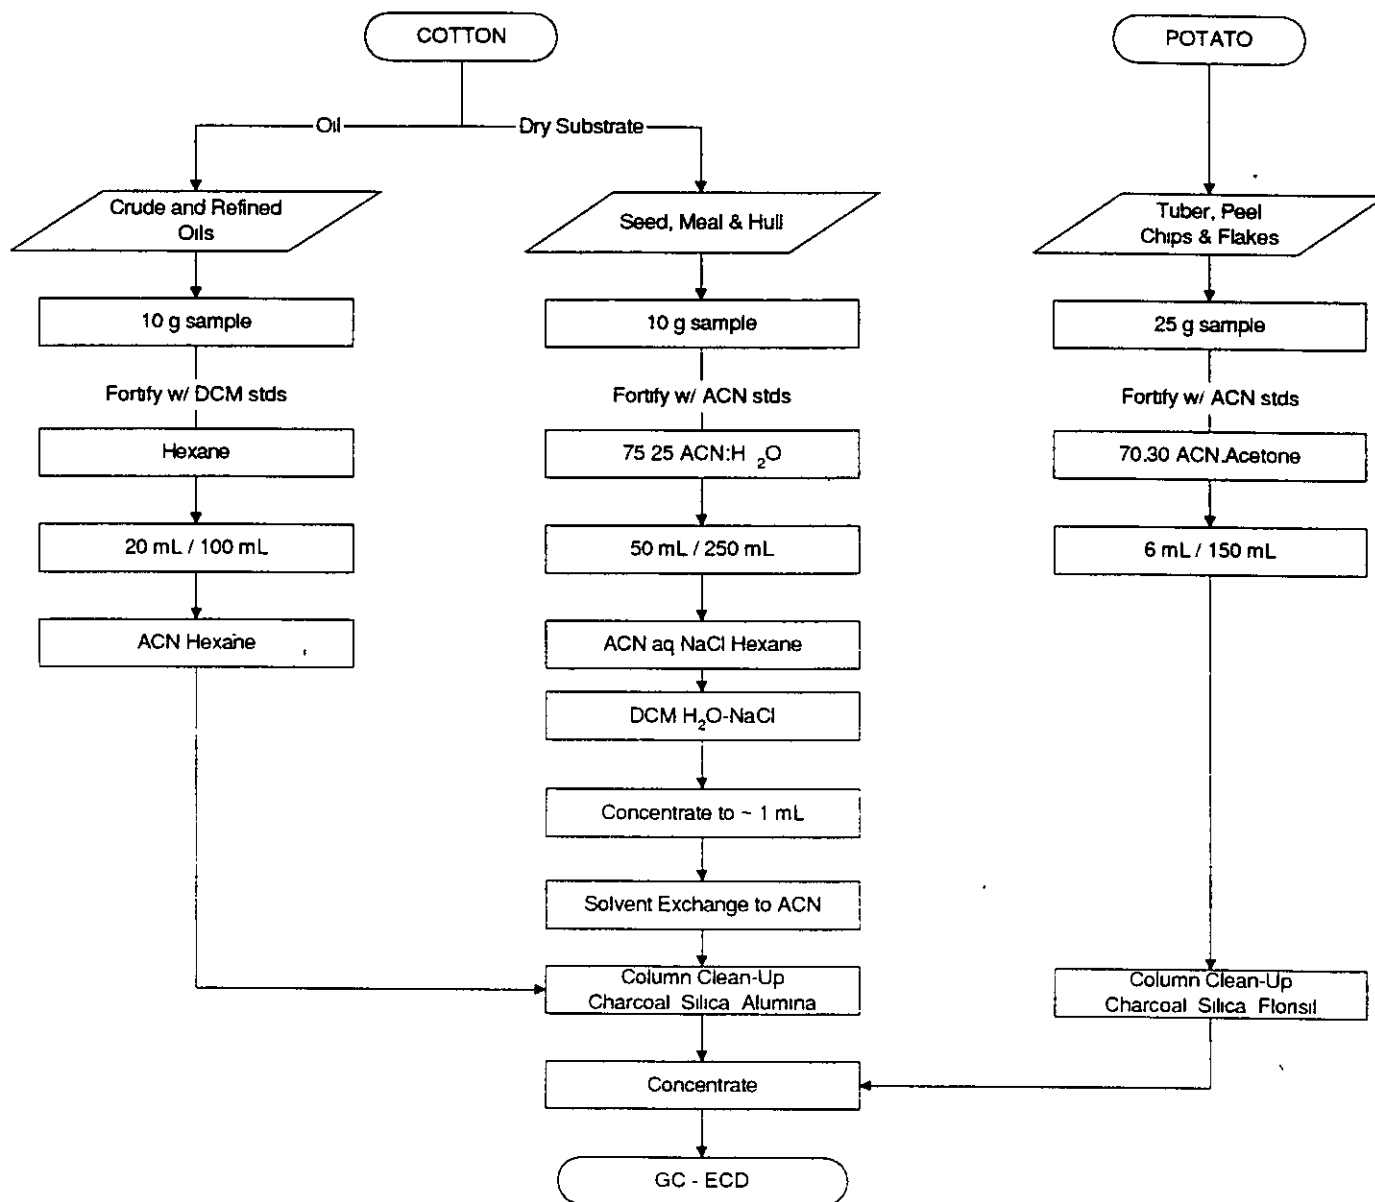 COTTON
POTATO
Oil
Dry Substrate
Crude and Refined
Oils
Seed, Meal & Hull
Tuber, Peel
Chips & Flakes
10 g sample
10 g sample
25 g sample
Fortify w/ DCM stds
Fortify w/ ACN stds
Fortify w/ ACN stds
Hexane
75 25 ACN:H ₂O
70.30 ACN.Acetone
20 mL / 100 mL
50 mL / 250 mL
6 mL / 150 mL
ACN Hexane
ACN aq NaCl Hexane
DCM H₂O-NaCl
Concentrate to ~ 1 mL
Solvent Exchange to ACN
Column Clean-Up
Charcoal Silica Alumina
Column Clean-Up
Charcoal Silica Florisil
Concentrate
GC - ECD